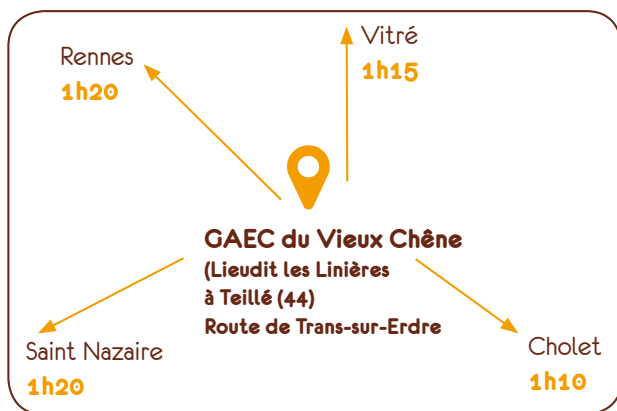 Rennes
1h20
Vitré
1h15
GAEC du Vieux Chêne
(Lieudit les Linières
à Teillé (44)
Route de Trans-sur-Erdre
Saint Nazaire
1h20
Cholet
1h10